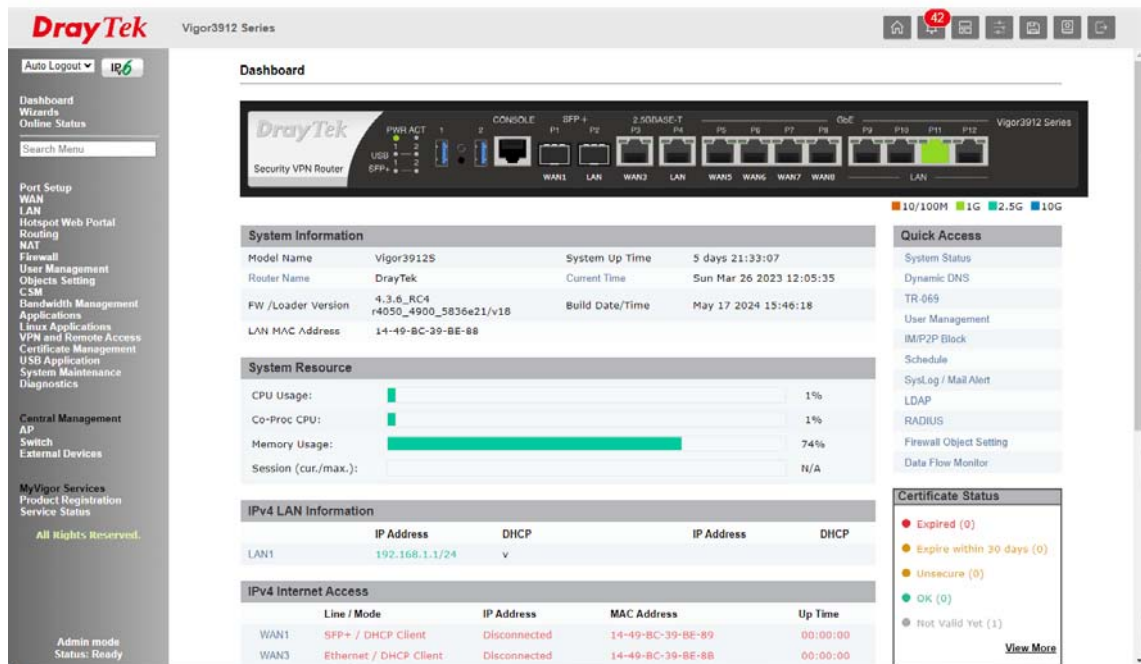 DrayTek
Vigor3912 Series
42
Auto Logout
IPv6
Dashboard
Wizards
Online Status
Search Menu
Port Setup
WAN
LAN
Hotspot Web Portal
Routing
NAT
Firewall
User Management
Objects Setting
CSM
Bandwidth Management
Applications
Linux Applications
VPN and Remote Access
Certificate Management
USB Application
System Maintenance
Diagnostics
Central Management
AP
Switch
External Devices
MyVigor Services
Product Registration
Service Status
All Rights Reserved.
Admin mode
Status: Ready
Dashboard
DrayTek
Security VPN Router
PWR ACT 1 2 CONSOLE SFP+ 2.5GBASE-T GbE
P1 P2 P3 P4 P5 P6 P7 P8 P9 P10 P11 P12
Vigor3912 Series
1 2
USB
1 2
SFP+
WAN1 LAN WAN3 LAN WAN5 WAN6 WAN7 WAN8 LAN
10/100M 1G 2.5G 10G
System Information
Model Name Vigor3912S System Up Time 5 days 21:33:07
Router Name DrayTek Current Time Sun Mar 26 2023 12:05:35
FW /Loader Version 4.3.6_RC4 r4050_4900_5836e21/v18 Build Date/Time May 17 2024 15:46:18
LAN MAC Address 14-49-BC-39-BE-88
System Resource
CPU Usage: 1%
Co-Proc CPU: 1%
Memory Usage: 74%
Session (cur./max.): N/A
IPv4 LAN Information
IP Address DHCP IP Address DHCP
LAN1 192.168.1.1/24 v
IPv4 Internet Access
Line / Mode IP Address MAC Address Up Time
WAN1 SFP+ / DHCP Client Disconnected 14-49-BC-39-BE-89 00:00:00
WAN3 Ethernet / DHCP Client Disconnected 14-49-BC-39-BE-8B 00:00:00
Quick Access
System Status
Dynamic DNS
TR-069
User Management
IM/P2P Block
Schedule
SysLog / Mail Alert
LDAP
RADIUS
Firewall Object Setting
Data Flow Monitor
Certificate Status
Expired (0)
Expire within 30 days (0)
Unsecure (0)
OK (0)
Not Valid Yet (1)
View More